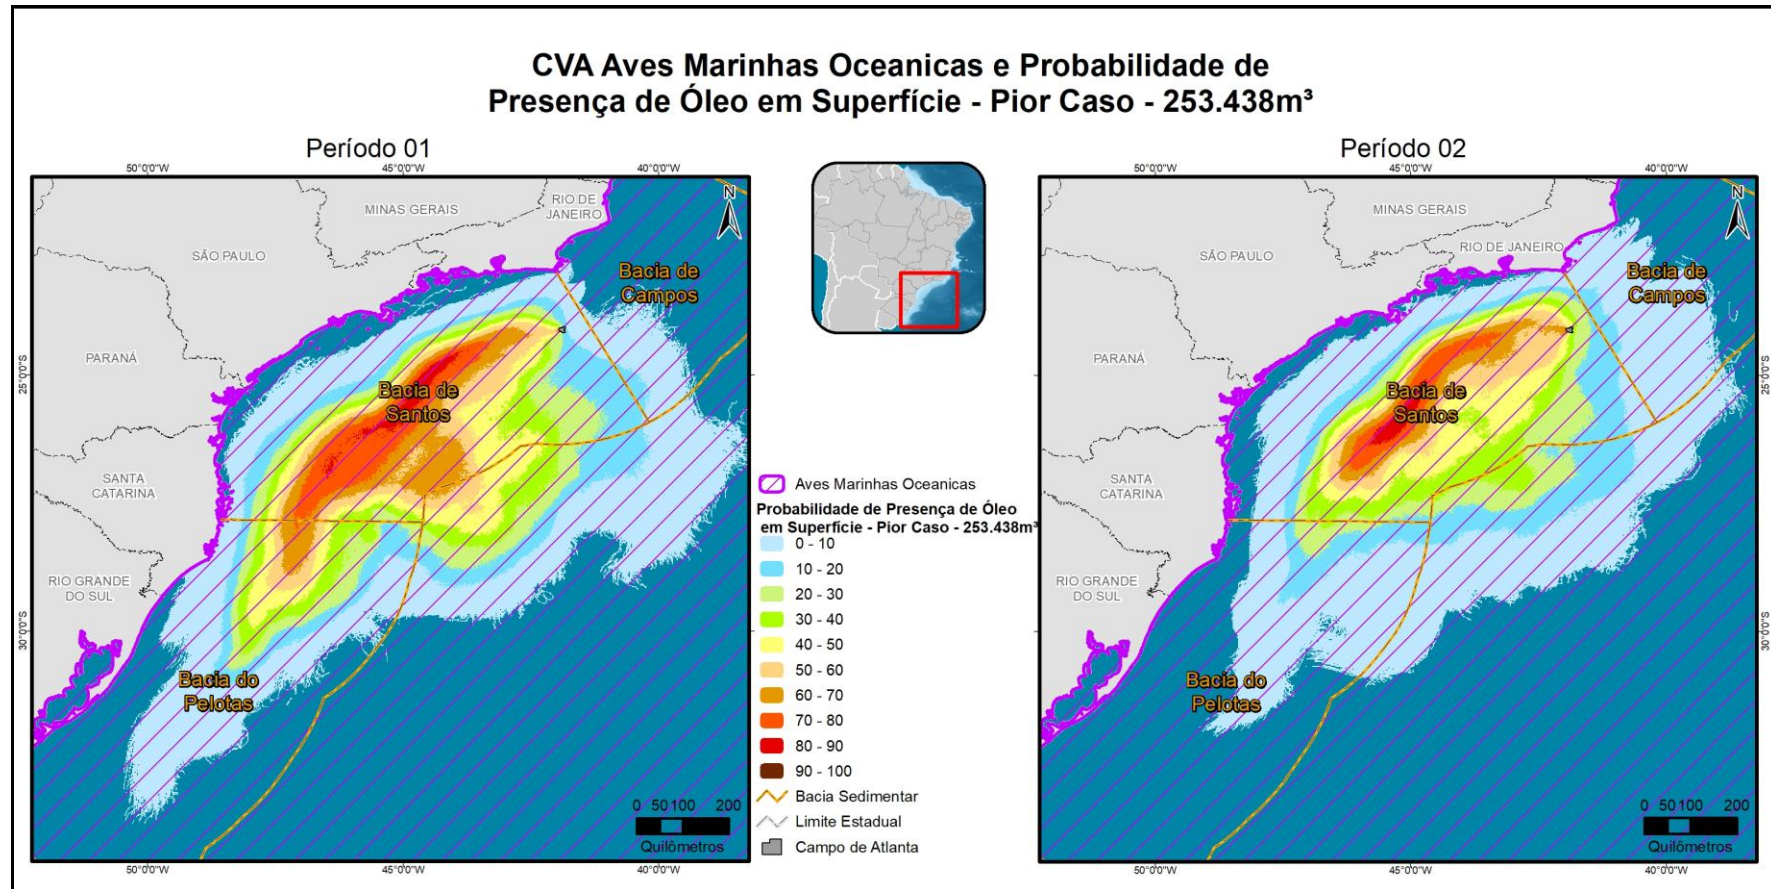 CVA Aves Marinhas Oceanicas e Probabilidade de
Presença de Óleo em Superfície - Pior Caso - 253.438m³
Período 01
50°0'0"W 45°0'0"W 40°0'0"W
N
MINAS GERAIS
RIO DE
JANEIRO
SÃO PAULO
Bacia de
Campos
PARANÁ
25°0'0"S
Bacia de
Santos
SANTA
CATARINA
RIO GRANDE
DO SUL
30°0'0"S
Bacia do
Pelotas
0 50 100 200
Quilômetros
50°0'0"W 45°0'0"W 40°0'0"W
Aves Marinhas Oceanicas
Probabilidade de Presença de Óleo
em Superfície - Pior Caso - 253.438m³
0 - 10
10 - 20
20 - 30
30 - 40
40 - 50
50 - 60
60 - 70
70 - 80
80 - 90
90 - 100
Bacia Sedimentar
Limite Estadual
Campo de Atlanta
Período 02
50°0'0"W 45°0'0"W 40°0'0"W
N
MINAS GERAIS
RIO DE JANEIRO
SÃO PAULO
Bacia de
Campos
PARANÁ
25°0'0"S
Bacia de
Santos
SANTA
CATARINA
RIO GRANDE
DO SUL
30°0'0"S
Bacia do
Pelotas
0 50 100 200
Quilômetros
50°0'0"W 45°0'0"W 40°0'0"W